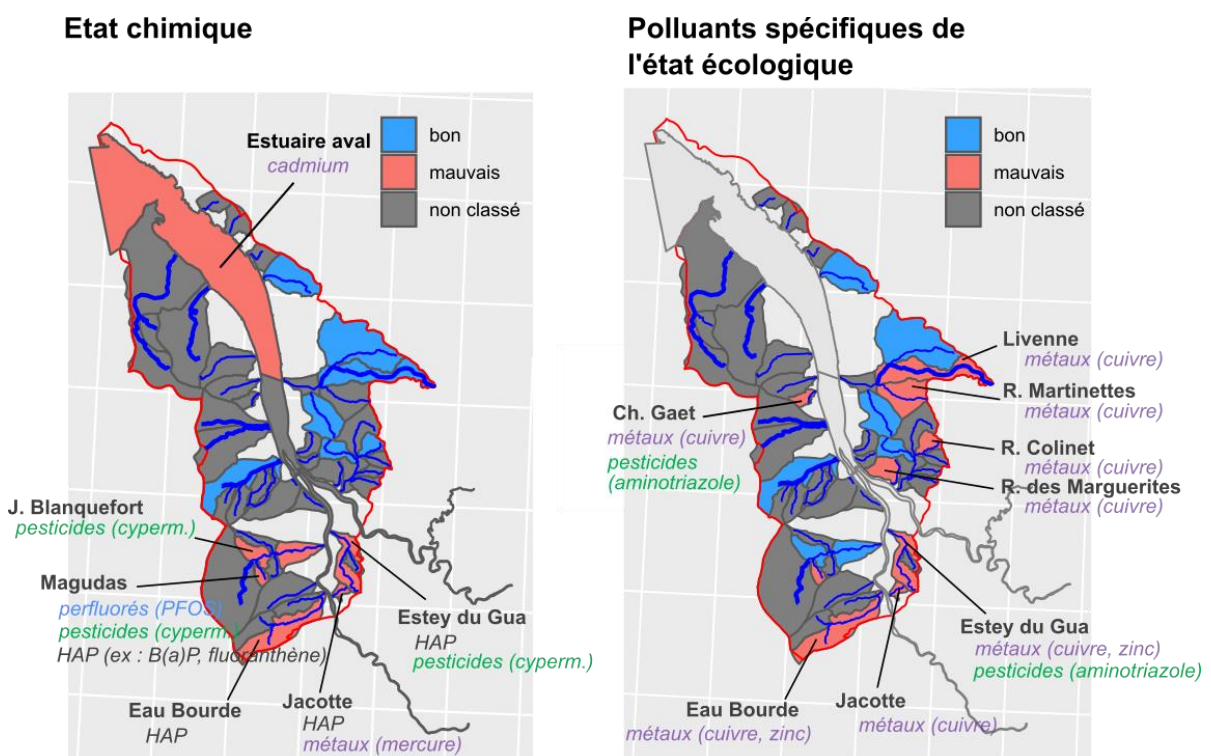 Etat chimique
Estuaire aval
cadmium
bon
mauvais
non classé
J. Blanquefort
pesticides (cyperm.)
Magudas
perfluorés (PFOS)
pesticides (cyperm.)
HAP (ex : B(a)P, fluoranthène)
Estey du Gua
HAP
pesticides (cyperm.)
Eau Bourde
HAP
Jacotte
HAP
métaux (mercure)
Polluants spécifiques de
l'état écologique
bon
mauvais
non classé
Livenne
métaux (cuivre)
R. Martinettes
métaux (cuivre)
Ch. Gaet
métaux (cuivre)
pesticides
(aminotriazole)
R. Colinet
métaux (cuivre)
R. des Marguerites
métaux (cuivre)
Estey du Gua
métaux (cuivre, zinc)
pesticides (aminotriazole)
Eau Bourde
métaux (cuivre, zinc)
Jacotte
métaux (cuivre)